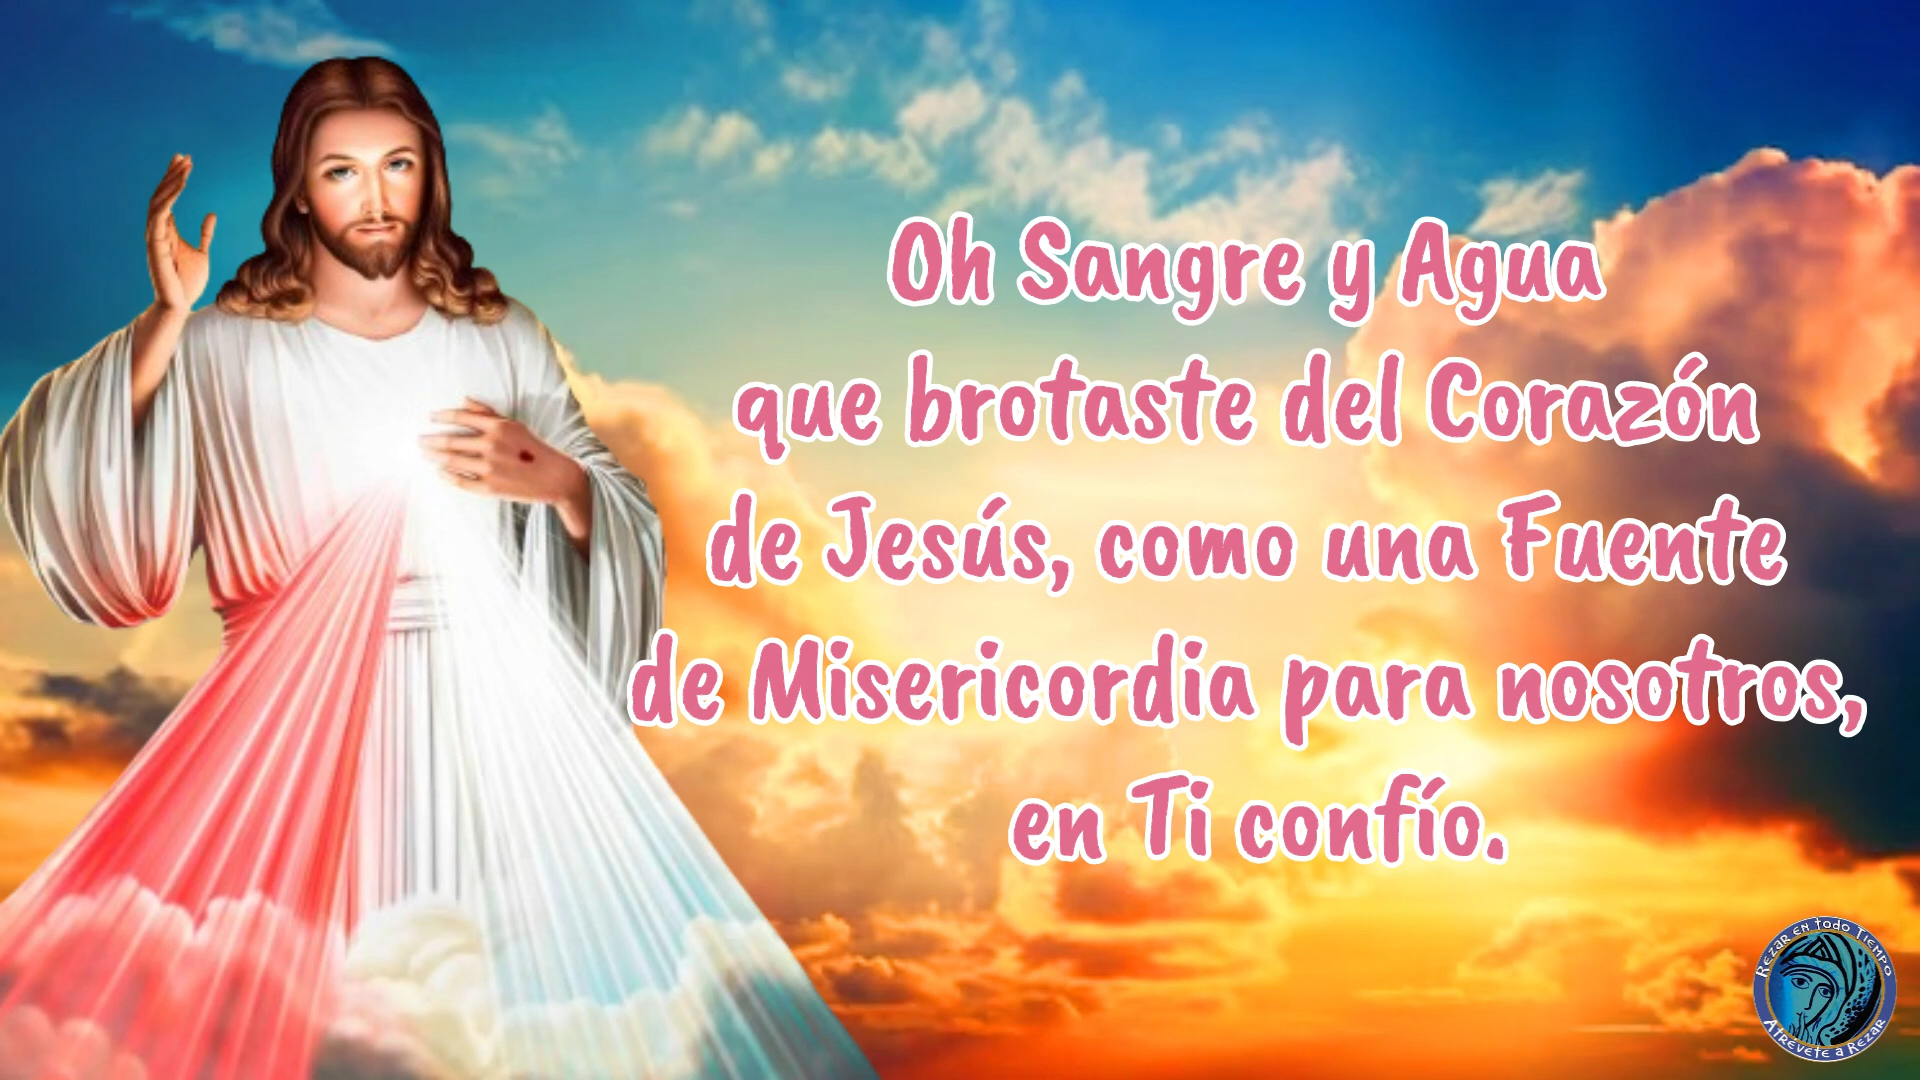 Oh Sangre y Agua
que brotaste del Corazón
de Jesús, como una Fuente
de Misericordia para nosotros,
en Ti confío.
Rezar en todo Tiempo
Atrévete a Rezar